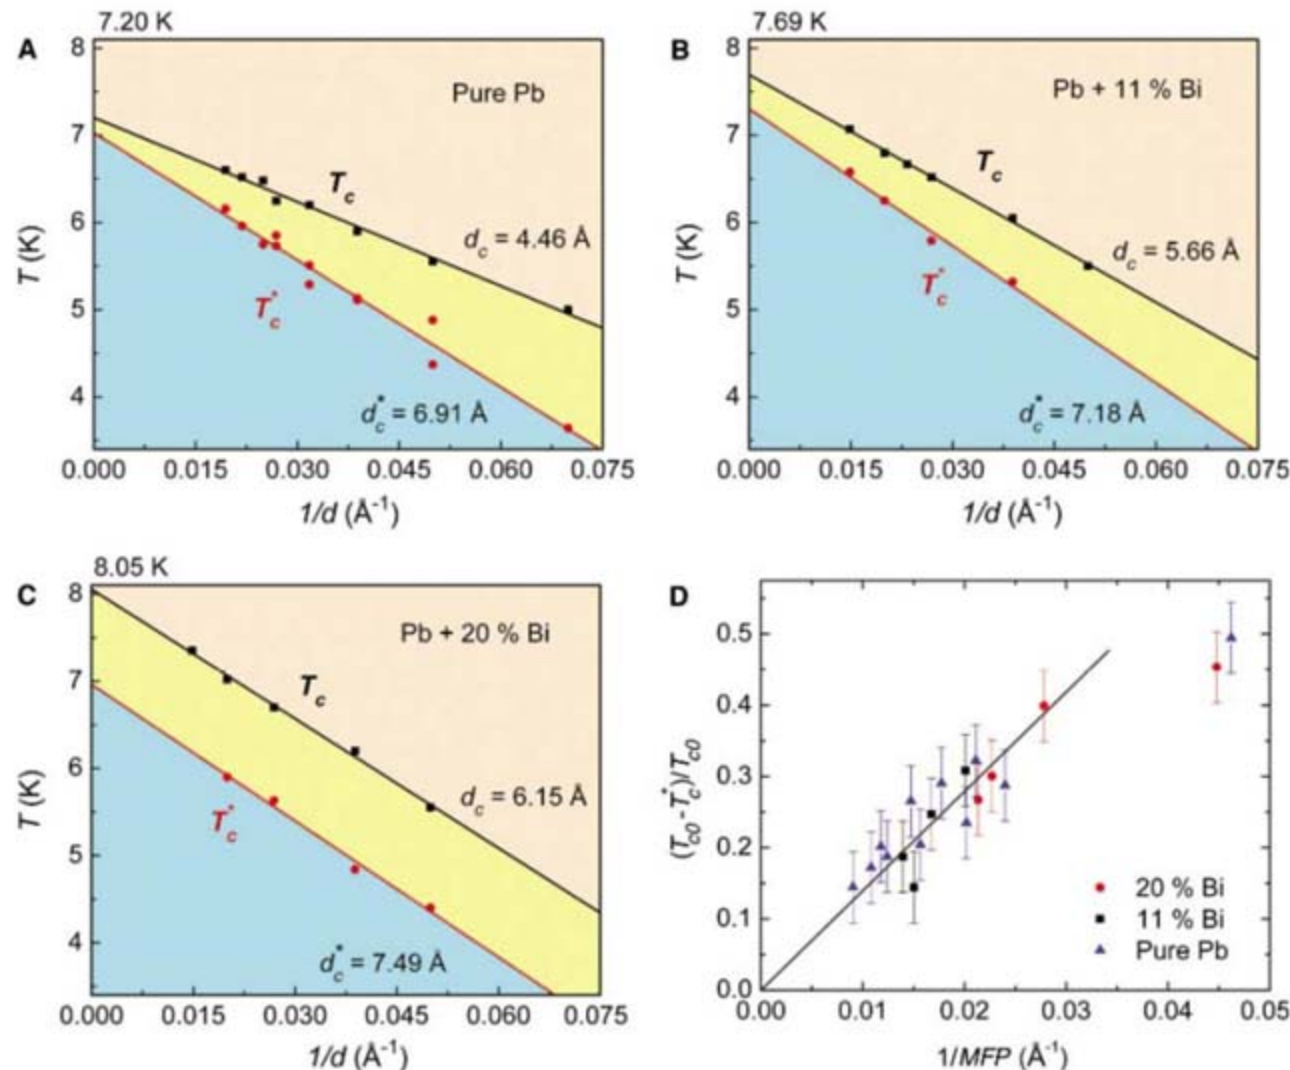 7.20 K
A
8
7
6
5
4
T (K)
Pure Pb
T_c
d_c = 4.46 Å
T_c^*
d_c^* = 6.91 Å
0.000 0.015 0.030 0.045 0.060 0.075
1/d (Å^-1)
7.69 K
B
8
7
6
5
4
T (K)
Pb + 11 % Bi
T_c
d_c = 5.66 Å
T_c^*
d_c^* = 7.18 Å
0.000 0.015 0.030 0.045 0.060 0.075
1/d (Å^-1)
8.05 K
C
8
7
6
5
4
T (K)
Pb + 20 % Bi
T_c
d_c = 6.15 Å
T_c^*
d_c^* = 7.49 Å
0.000 0.015 0.030 0.045 0.060 0.075
1/d (Å^-1)
D
0.5
0.4
0.3
0.2
0.1
0.0
(T_c0-T_c^*)/T_c0
20 % Bi
11 % Bi
Pure Pb
0.00 0.01 0.02 0.03 0.04 0.05
1/MFP (Å^-1)